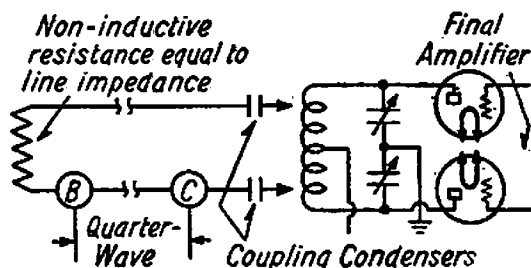 Non-inductive
resistance equal to
line impedance
Final
Amplifier
B
C
Quarter-
Wave
Coupling Condensers